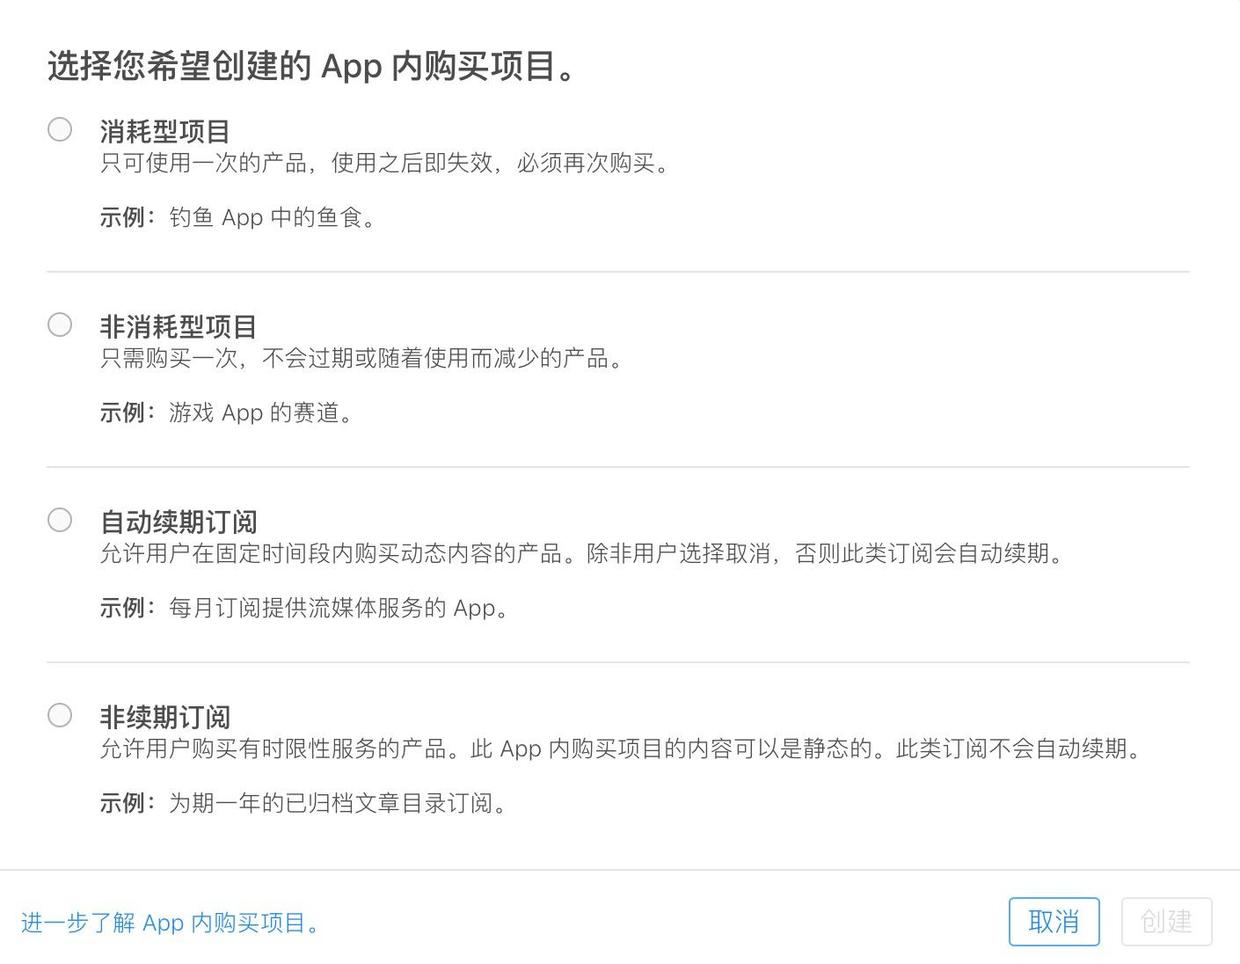 选择您希望创建的 App 内购买项目。
消耗型项目
只可使用一次的产品，使用之后即失效，必须再次购买。
示例：钓鱼 App 中的鱼食。
非消耗型项目
只需购买一次，不会过期或随着使用而减少的产品。
示例：游戏 App 的赛道。
自动续期订阅
允许用户在固定时间段内购买动态内容的产品。除非用户选择取消，否则此类订阅会自动续期。
示例：每月订阅提供流媒体服务的 App。
非续期订阅
允许用户购买有时限性服务的产品。此 App 内购买项目的内容可以是静态的。此类订阅不会自动续期。
示例：为期一年的已归档文章目录订阅。
进一步了解 App 内购买项目。
取消
创建